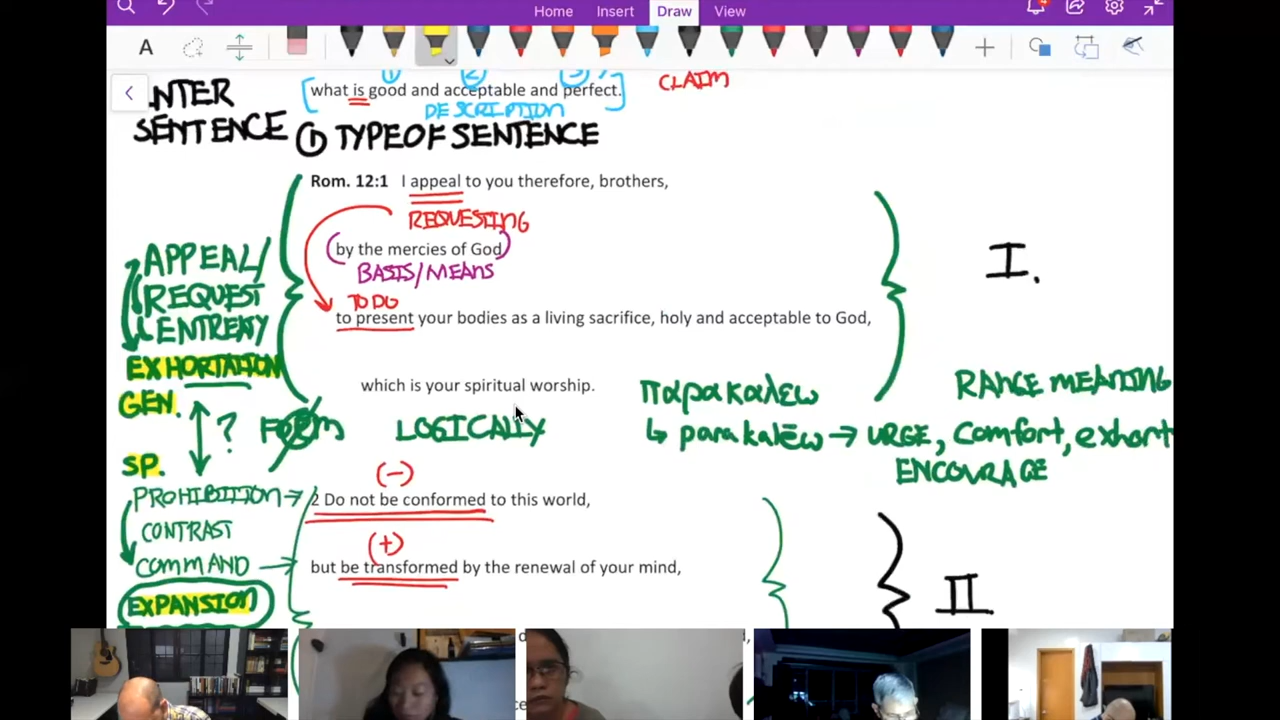 Home Insert Draw View
A
what is good and acceptable and perfect.
CLAIM
DESCRIPTION
SENTENCE
① TYPE OF SENTENCE
Rom. 12:1 I appeal to you therefore, brothers,
REQUESTING
by the mercies of God
BASIS/MEANS
TO DO
to present your bodies as a living sacrifice, holy and acceptable to God,
I.
APPEAL/
REQUEST
ENTREATY
EXHORTATION
GEN.
which is your spiritual worship.
παρακαλεω
RANGE MEANING
? FORM
LOGICALLY
↳ parakalēo → URGE, Comfort, exhort
ENCOURAGE
SP.
(-)
PROHIBITION →
2 Do not be conformed to this world,
CONTRAST
(+)
COMMAND →
but be transformed by the renewal of your mind,
II
EXPANSION